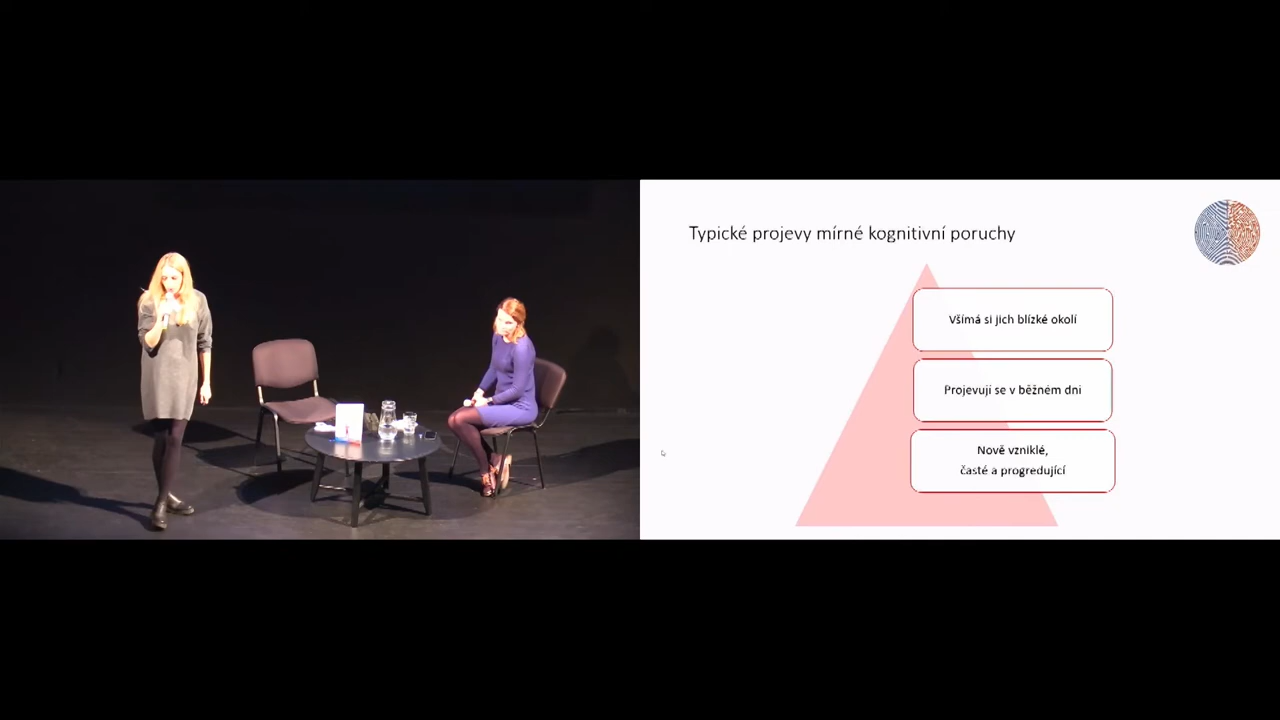 Typické projevy mírné kognitivní poruchy
Všímá si jich blízké okolí
Projevují se v běžném dni
Nově vzniklé,
časté a progredující